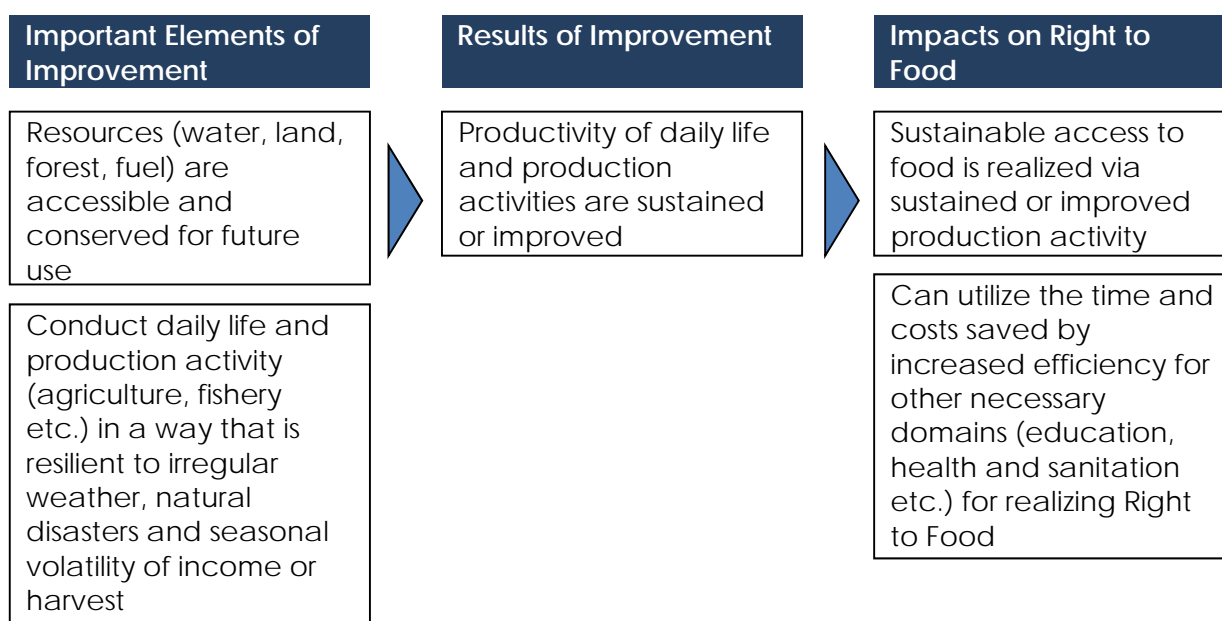 Important Elements of
Improvement
Resources (water, land,
forest, fuel) are
accessible and
conserved for future
use
Conduct daily life and
production activity
(agriculture, fishery
etc.) in a way that is
resilient to irregular
weather, natural
disasters and seasonal
volatility of income or
harvest
Results of Improvement
Productivity of daily life
and production
activities are sustained
or improved
Impacts on Right to
Food
Sustainable access to
food is realized via
sustained or improved
production activity
Can utilize the time and
costs saved by
increased efficiency for
other necessary
domains (education,
health and sanitation
etc.) for realizing Right
to Food